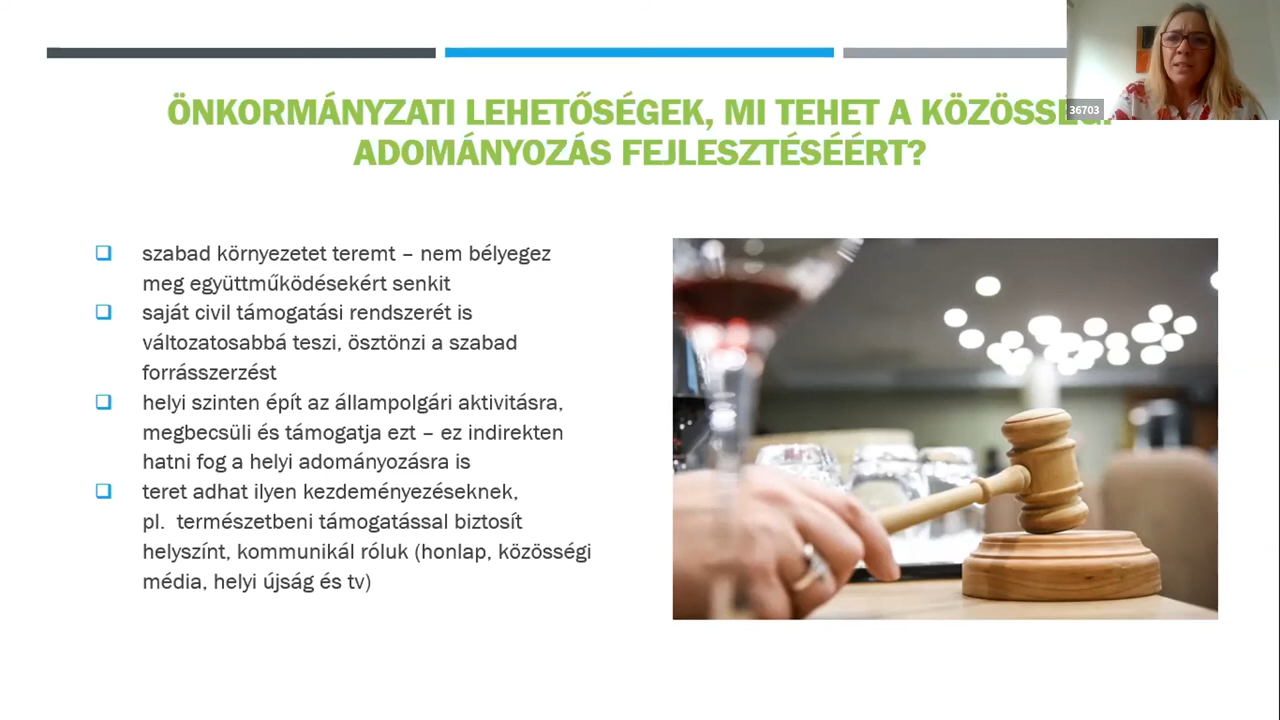 ÖNKORMÁNYZATI LEHETŐSÉGEK, MI TEHET A
ADOMÁNYOZÁS FEJLESZTÉSÉÉRT?
36703
szabad környezetet teremt – nem bélyegez
meg együttműködésekért senkit
saját civil támogatási rendszerét is
változatosabbá teszi, ösztönzi a szabad
forrásszerzést
helyi szinten épít az állampolgári aktivitásra,
megbecsüli és támogatja ezt – ez indirekten
hatni fog a helyi adományozásra is
teret adhat ilyen kezdeményezéseknek,
pl. természetbeni támogatással biztosít
helyszínt, kommunikál róluk (honlap, közösségi
média, helyi újság és tv)